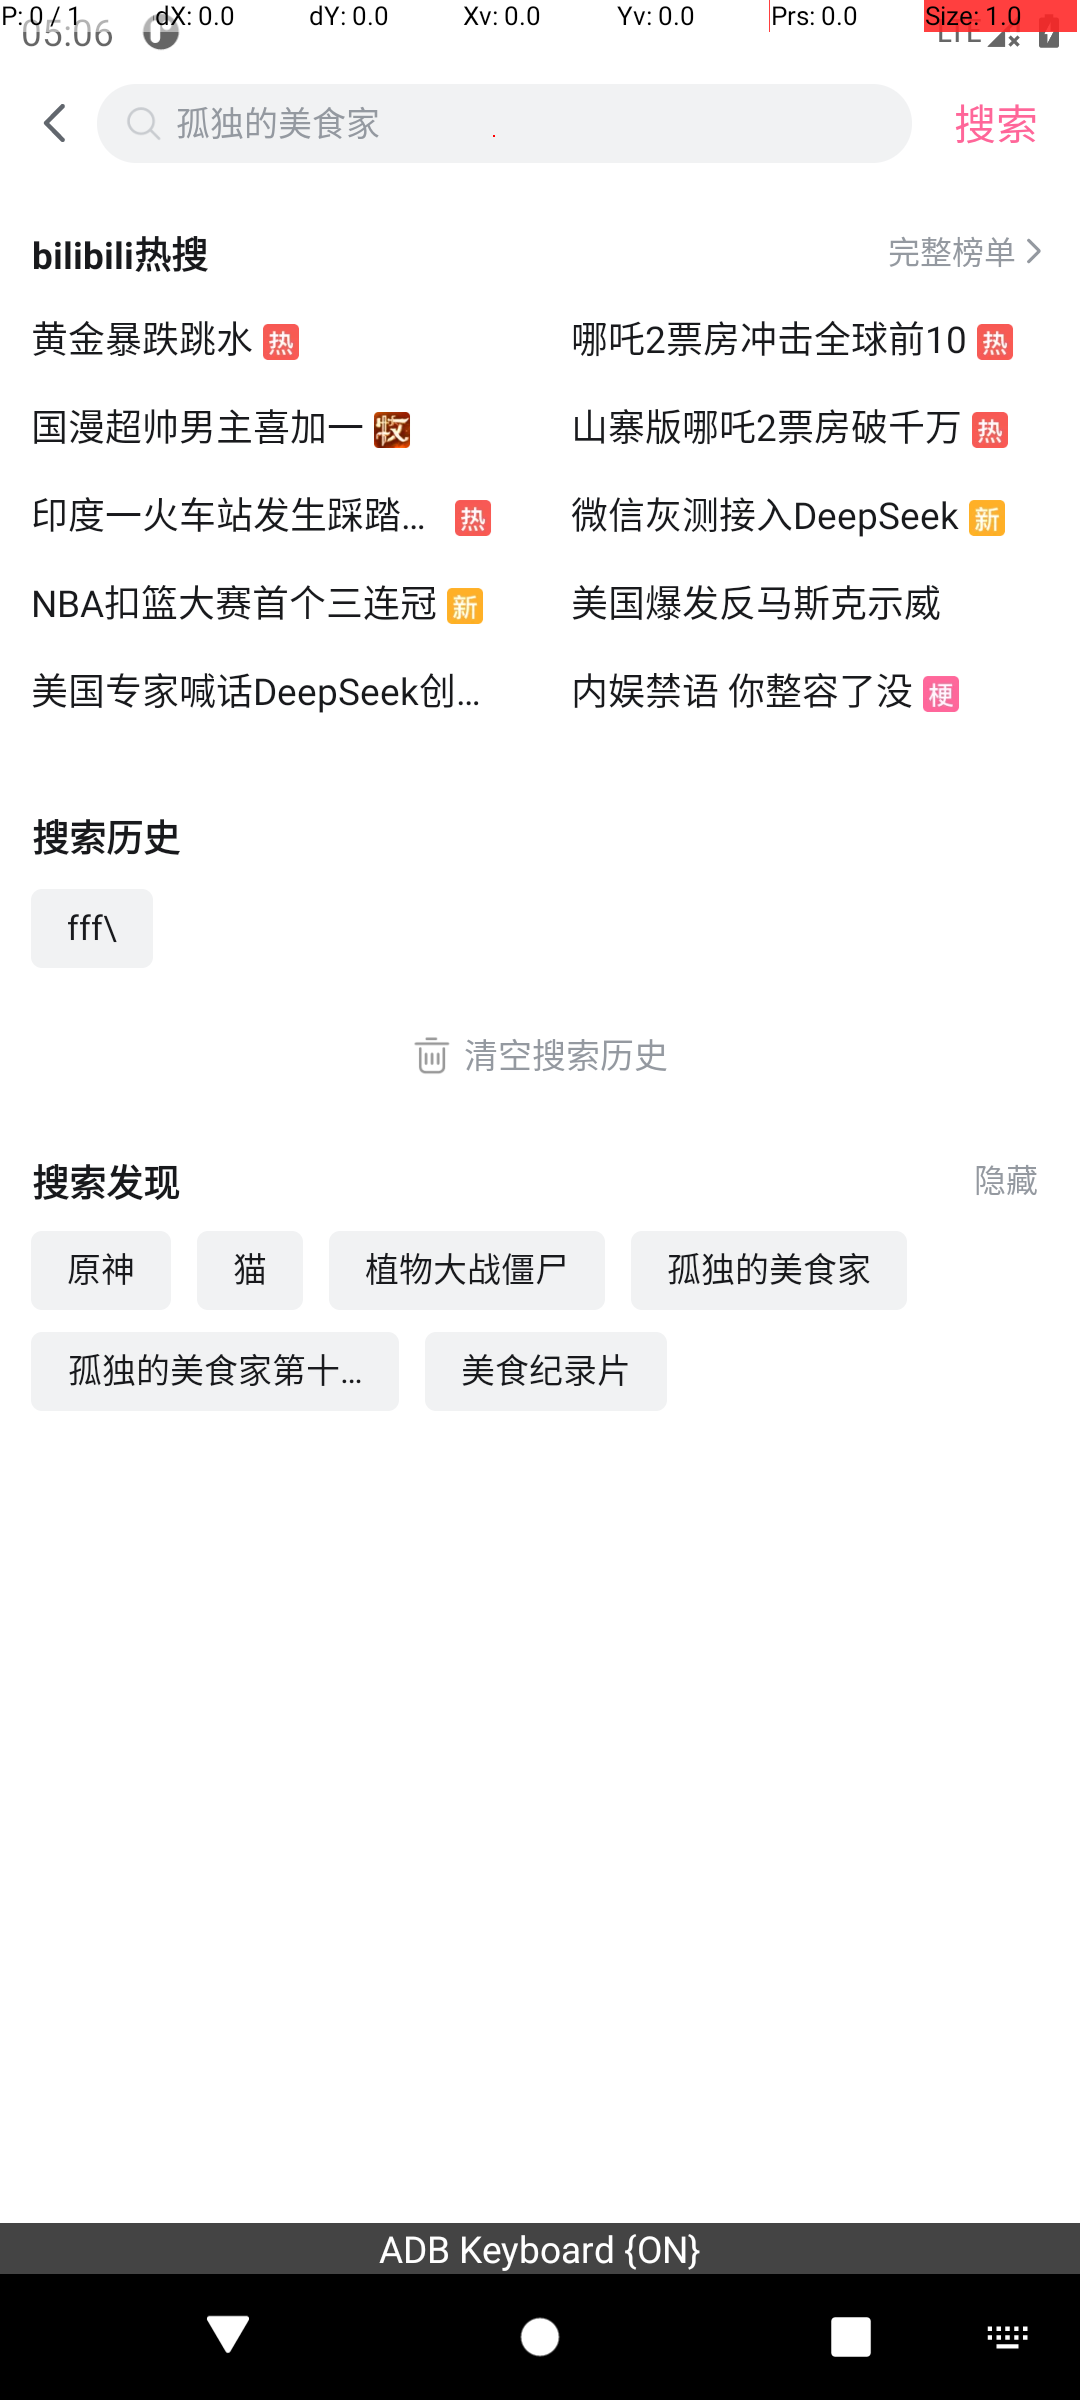 P: 0 / 1 dX: 0.0 dY: 0.0 Xv: 0.0 Yv: 0.0 Prs: 0.0 Size: 1.0
05:06 LTE
孤独的美食家 搜索
bilibili热搜 完整榜单
黄金暴跌跳水 热 哪吒2票房冲击全球前10 热
国漫超帅男主喜加一 牧 山寨版哪吒2票房破千万 热
印度一火车站发生踩踏... 热 微信灰测接入DeepSeek 新
NBA扣篮大赛首个三连冠 新 美国爆发反马斯克示威
美国专家喊话DeepSeek创... 内娱禁语 你整容了没 梗
搜索历史
fff\
清空搜索历史
搜索发现 隐藏
原神 猫 植物大战僵尸 孤独的美食家
孤独的美食家第十... 美食纪录片
ADB Keyboard {ON}